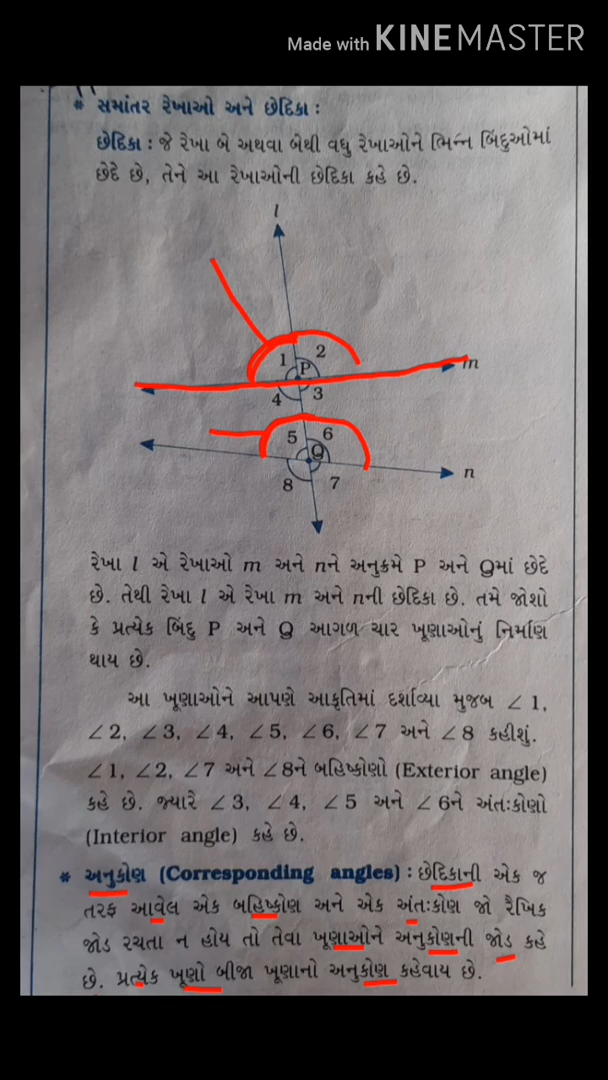 Made with KINEMASTER
* સમાંતર રેખાઓ અને છેદિકા :
છેદિકા : જે રેખા બે અથવા બેથી વધુ રેખાઓને ભિન્ન બિંદુઓમાં
છેદે છે, તેને આ રેખાઓની છેદિકા કહે છે.
l
1 2
P
m
4 3
5 6
Q
n
8 7
રેખા l એ રેખાઓ m અને nને અનુક્રમે P અને Qમાં છેદે
છે. તેથી રેખા l એ રેખા m અને nની છેદિકા છે. તમે જોશો
કે પ્રત્યેક બિંદુ P અને Q આગળ ચાર ખૂણાઓનું નિર્માણ
થાય છે.
આ ખૂણાઓને આપણે આકૃતિમાં દર્શાવ્યા મુજબ ∠ 1,
∠ 2, ∠ 3, ∠ 4, ∠ 5, ∠ 6, ∠ 7 અને ∠ 8 કહીશું.
∠ 1, ∠ 2, ∠ 7 અને ∠ 8ને બહિષ્કોણો (Exterior angle)
કહે છે. જ્યારે ∠ 3, ∠ 4, ∠ 5 અને ∠ 6ને અંતઃકોણો
(Interior angle) કહે છે.
* અનુકોણ (Corresponding angles) : છેદિકાની એક જ
તરફ આવેલ એક બહિષ્કોણ અને એક અંતઃકોણ જો રૈખિક
જોડ રચતા ન હોય તો તેવા ખૂણાઓને અનુકોણની જોડ કહે
છે. પ્રત્યેક ખૂણો બીજા ખૂણાનો અનુકોણ કહેવાય છે.